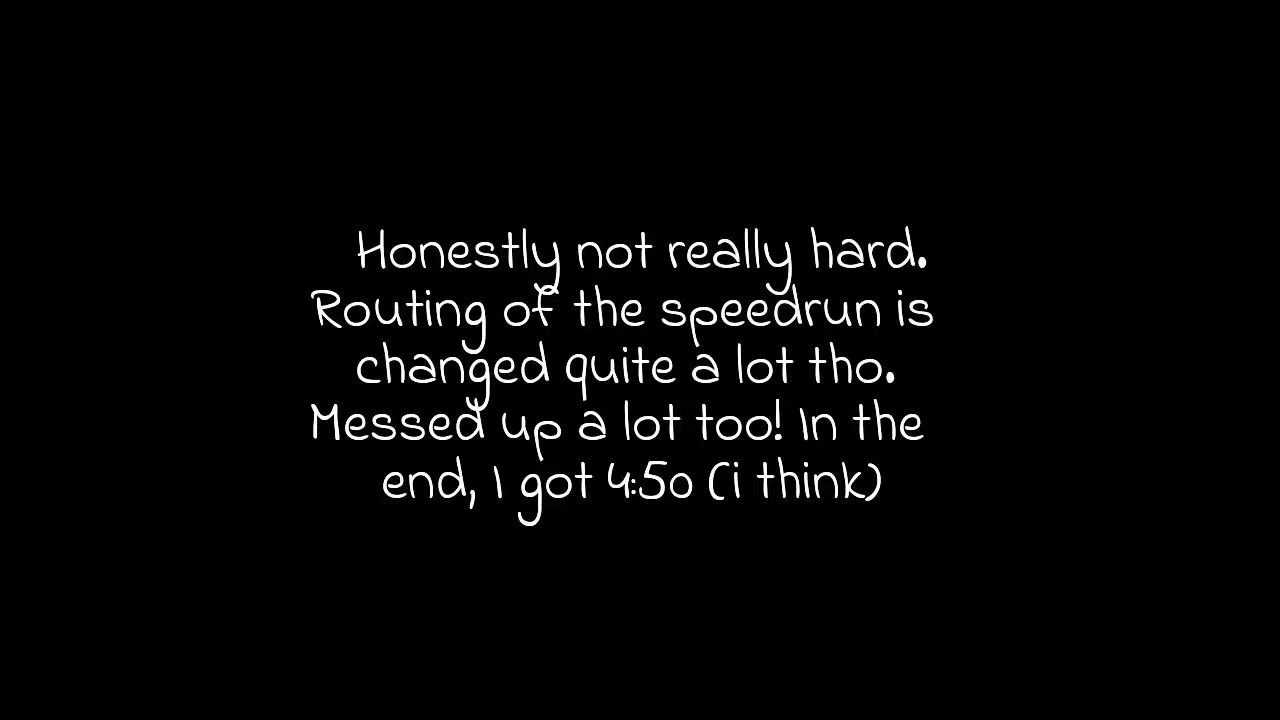 Honestly not really hard.
Routing of the speedrun is
changed quite a lot tho.
Messed up a lot too! In the
end, I got 4:50 (i think)